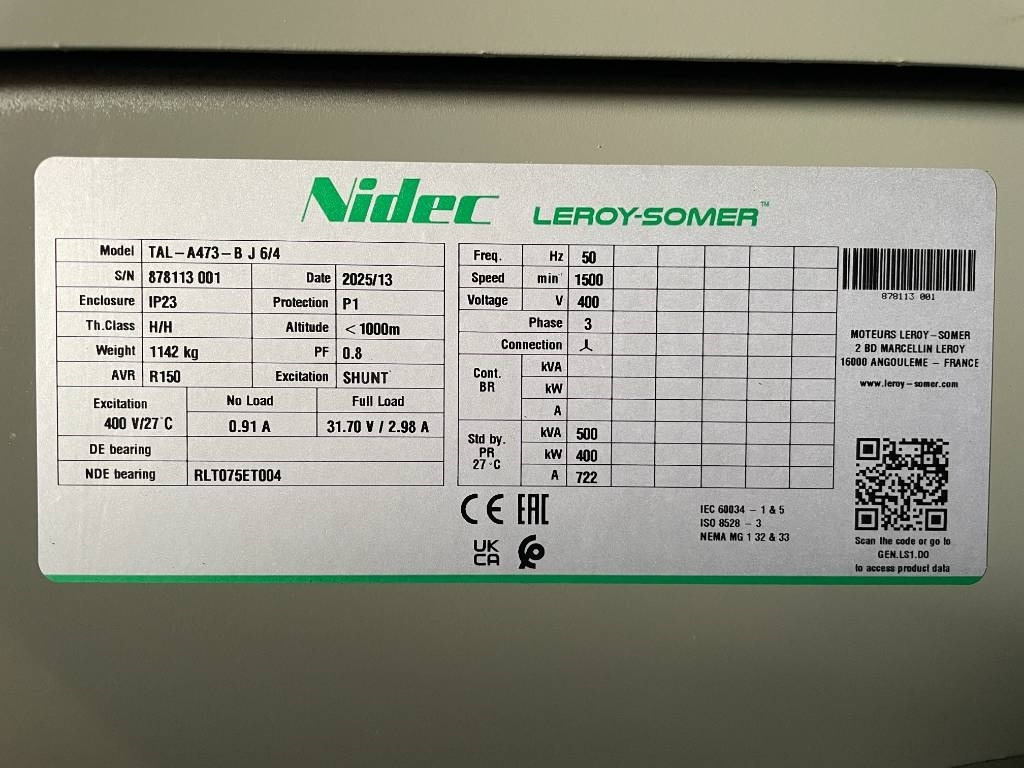 Nidec LEROY-SOMER™
Model TAL-A473-B J 6/4
S/N 878113 001 Date 2025/13
Enclosure IP23 Protection P1
Th.Class H/H Altitude <1000m
Weight 1142 kg PF 0.8
AVR R150 Excitation SHUNT
Excitation 400 V/27°C No Load Full Load
0.91 A 31.70 V / 2.98 A
DE bearing
NDE bearing RLT075ET004
Freq. Hz 50
Speed min⁻ 1500
Voltage V 400
Phase 3
Connection
Cont. BR kVA
kW
A
Std by. PR 27°C kVA 500
kW 400
A 722
CE EAC
UK CA
IEC 60034 - 1 & 5
ISO 8528 - 3
NEMA MG 1 32 & 33
878113 001
MOTEURS LEROY-SOMER
2 BD MARCELLIN LEROY
16000 ANGOULEME - FRANCE
www.leroy-somer.com
Scan the code or go to
GEN.LS1.DO
to access product data